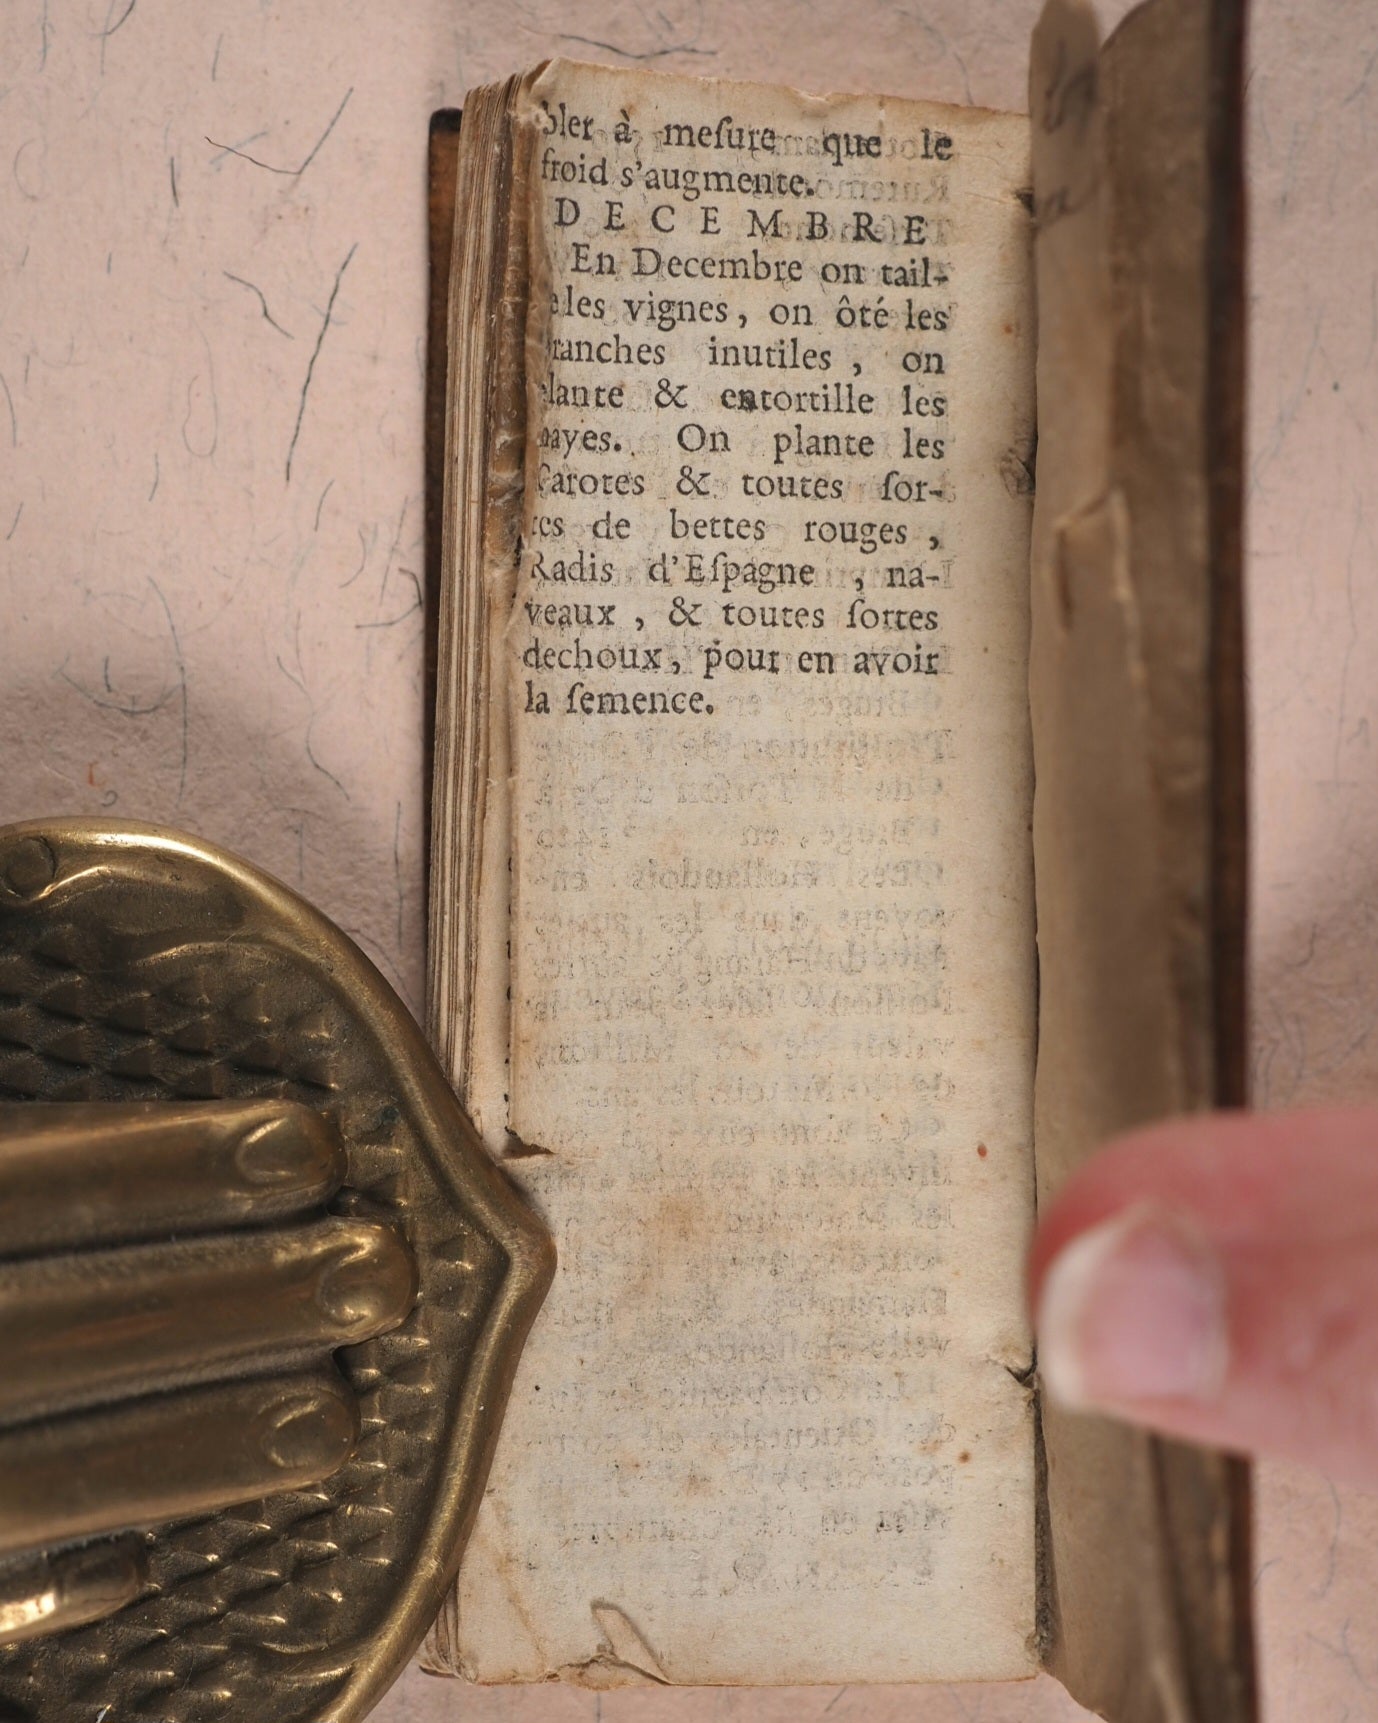 bler à meſure que le
froid s'augmente.
DECEMBRE
En Decembre on tail-
e les vignes, on ôté les
ranches inutiles, on
plante & entortille les
hayes. On plante les
Carotes & toutes ſor-
tes de bettes rouges,
Radis d'Eſpagne, na-
veaux, & toutes ſortes
dechoux, pour en avoir
la ſemence.